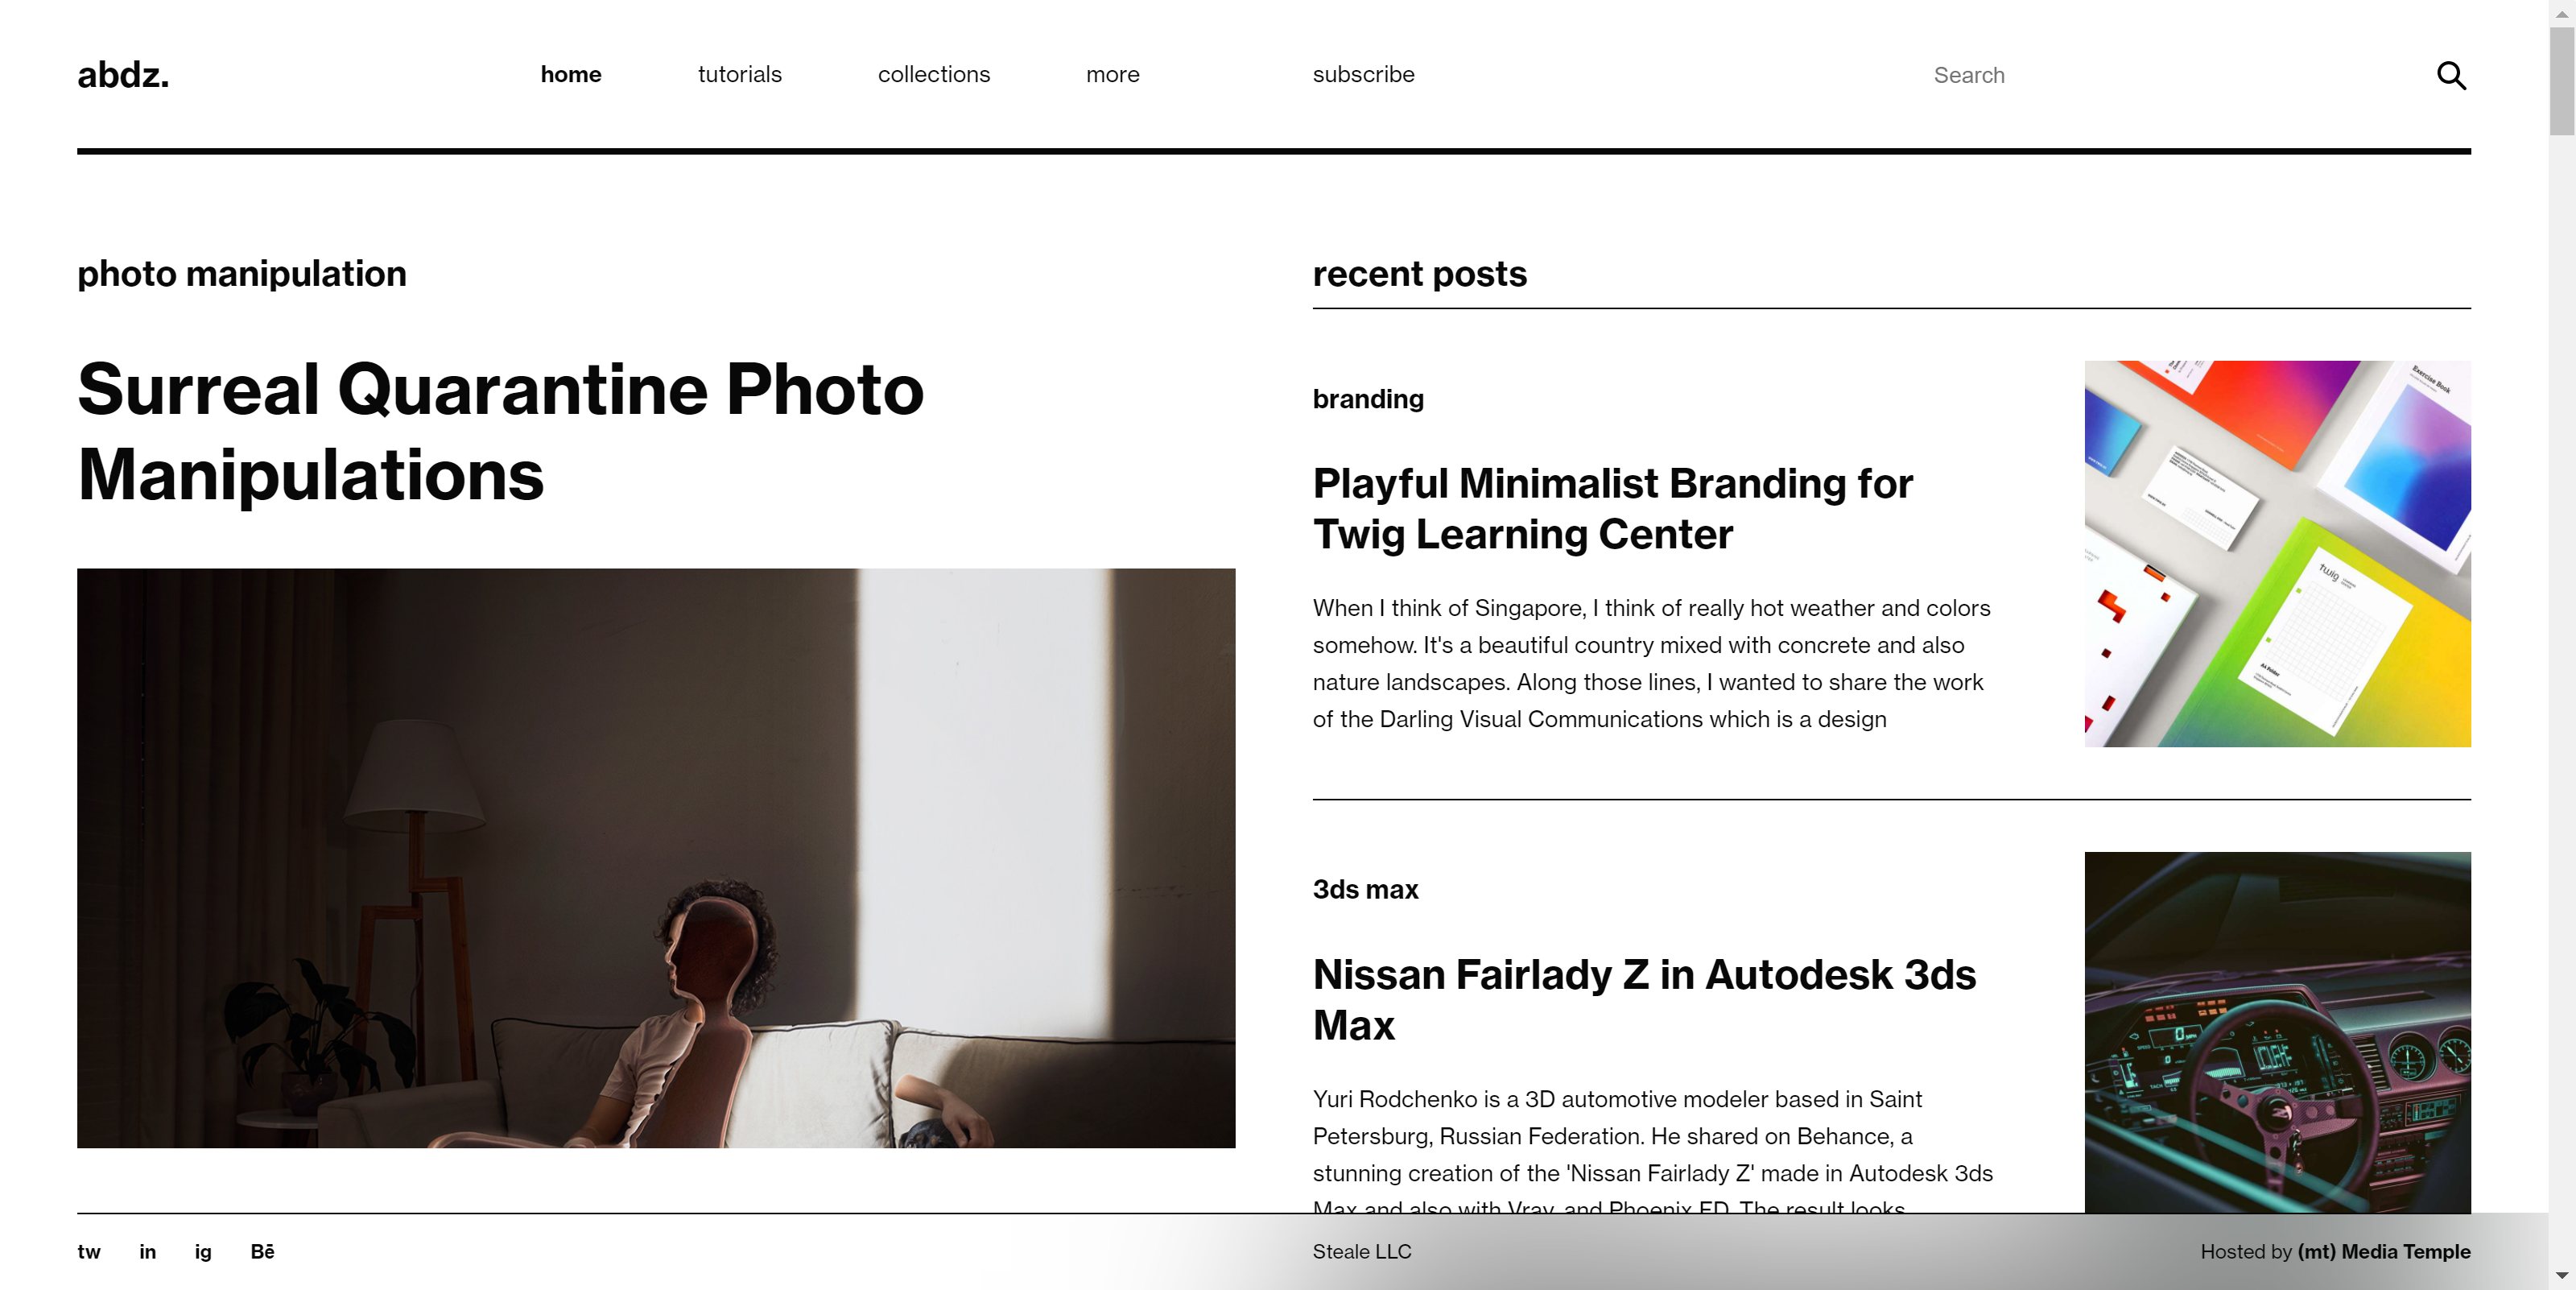 abdz.
home
tutorials
collections
more
subscribe
Search
photo manipulation
Surreal Quarantine Photo
Manipulations
recent posts
branding
Playful Minimalist Branding for
Twig Learning Center
When I think of Singapore, I think of really hot weather and colors
somehow. It's a beautiful country mixed with concrete and also
nature landscapes. Along those lines, I wanted to share the work
of the Darling Visual Communications which is a design
Exercise Book
twig
A4 Folder
3ds max
Nissan Fairlady Z in Autodesk 3ds
Max
Yuri Rodchenko is a 3D automotive modeler based in Saint
Petersburg, Russian Federation. He shared on Behance, a
stunning creation of the 'Nissan Fairlady Z' made in Autodesk 3ds
Max and also with Vray, and Phoenix FD. The result looks
tw
in
ig
Bē
Steale LLC
Hosted by (mt) Media Temple